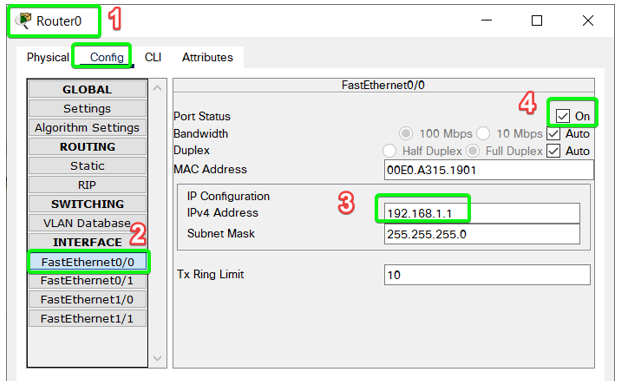 Router0 1
Physical Config CLI Attributes
GLOBAL
Settings
Algorithm Settings
ROUTING
Static
RIP
SWITCHING
VLAN Database
INTERFACE
2
FastEthernet0/0
FastEthernet0/1
FastEthernet1/0
FastEthernet1/1
FastEthernet0/0
4
Port Status On
Bandwidth 100 Mbps 10 Mbps Auto
Duplex Half Duplex Full Duplex Auto
MAC Address 00E0.A315.1901
IP Configuration
3
IPv4 Address 192.168.1.1
Subnet Mask 255.255.255.0
Tx Ring Limit 10